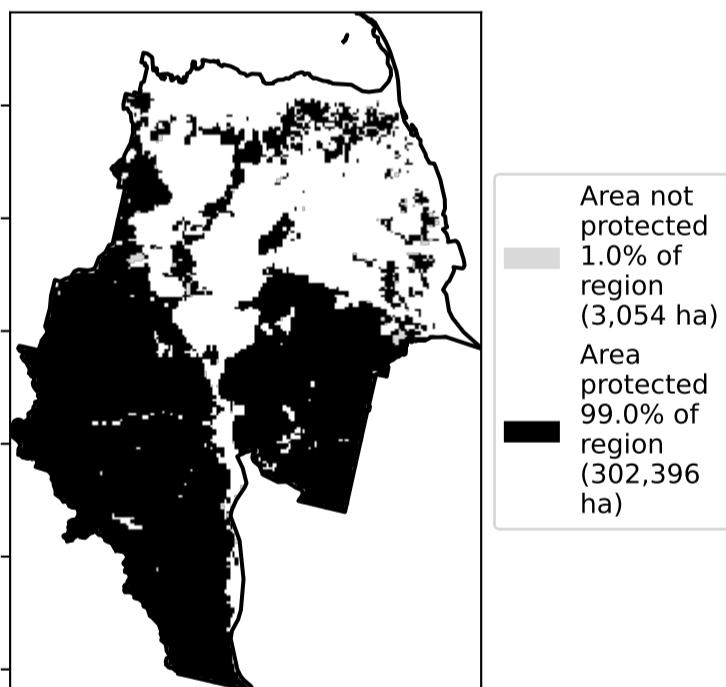 Area not
protected
1.0% of
region
(3,054 ha)
Area
protected
99.0% of
region
(302,396
ha)